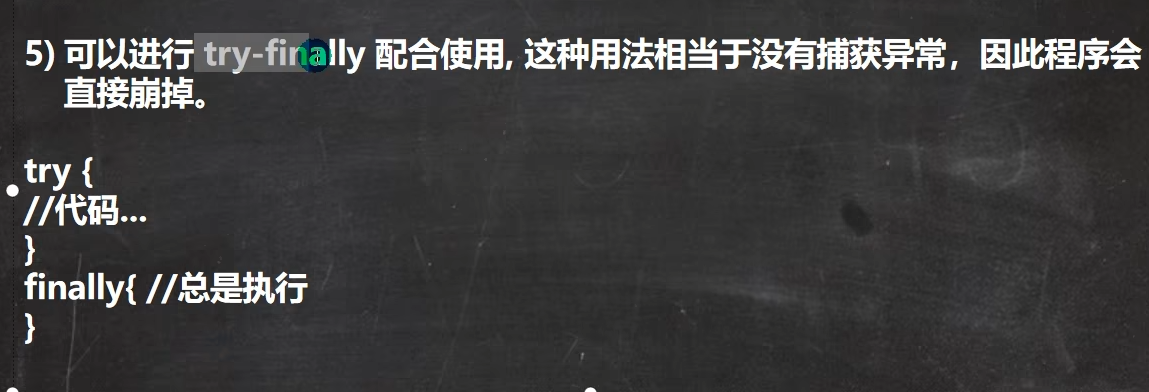 5) 可以进行 try-finally 配合使用, 这种用法相当于没有捕获异常，因此程序会
直接崩掉。
try {
//代码...
}
finally{ //总是执行
}